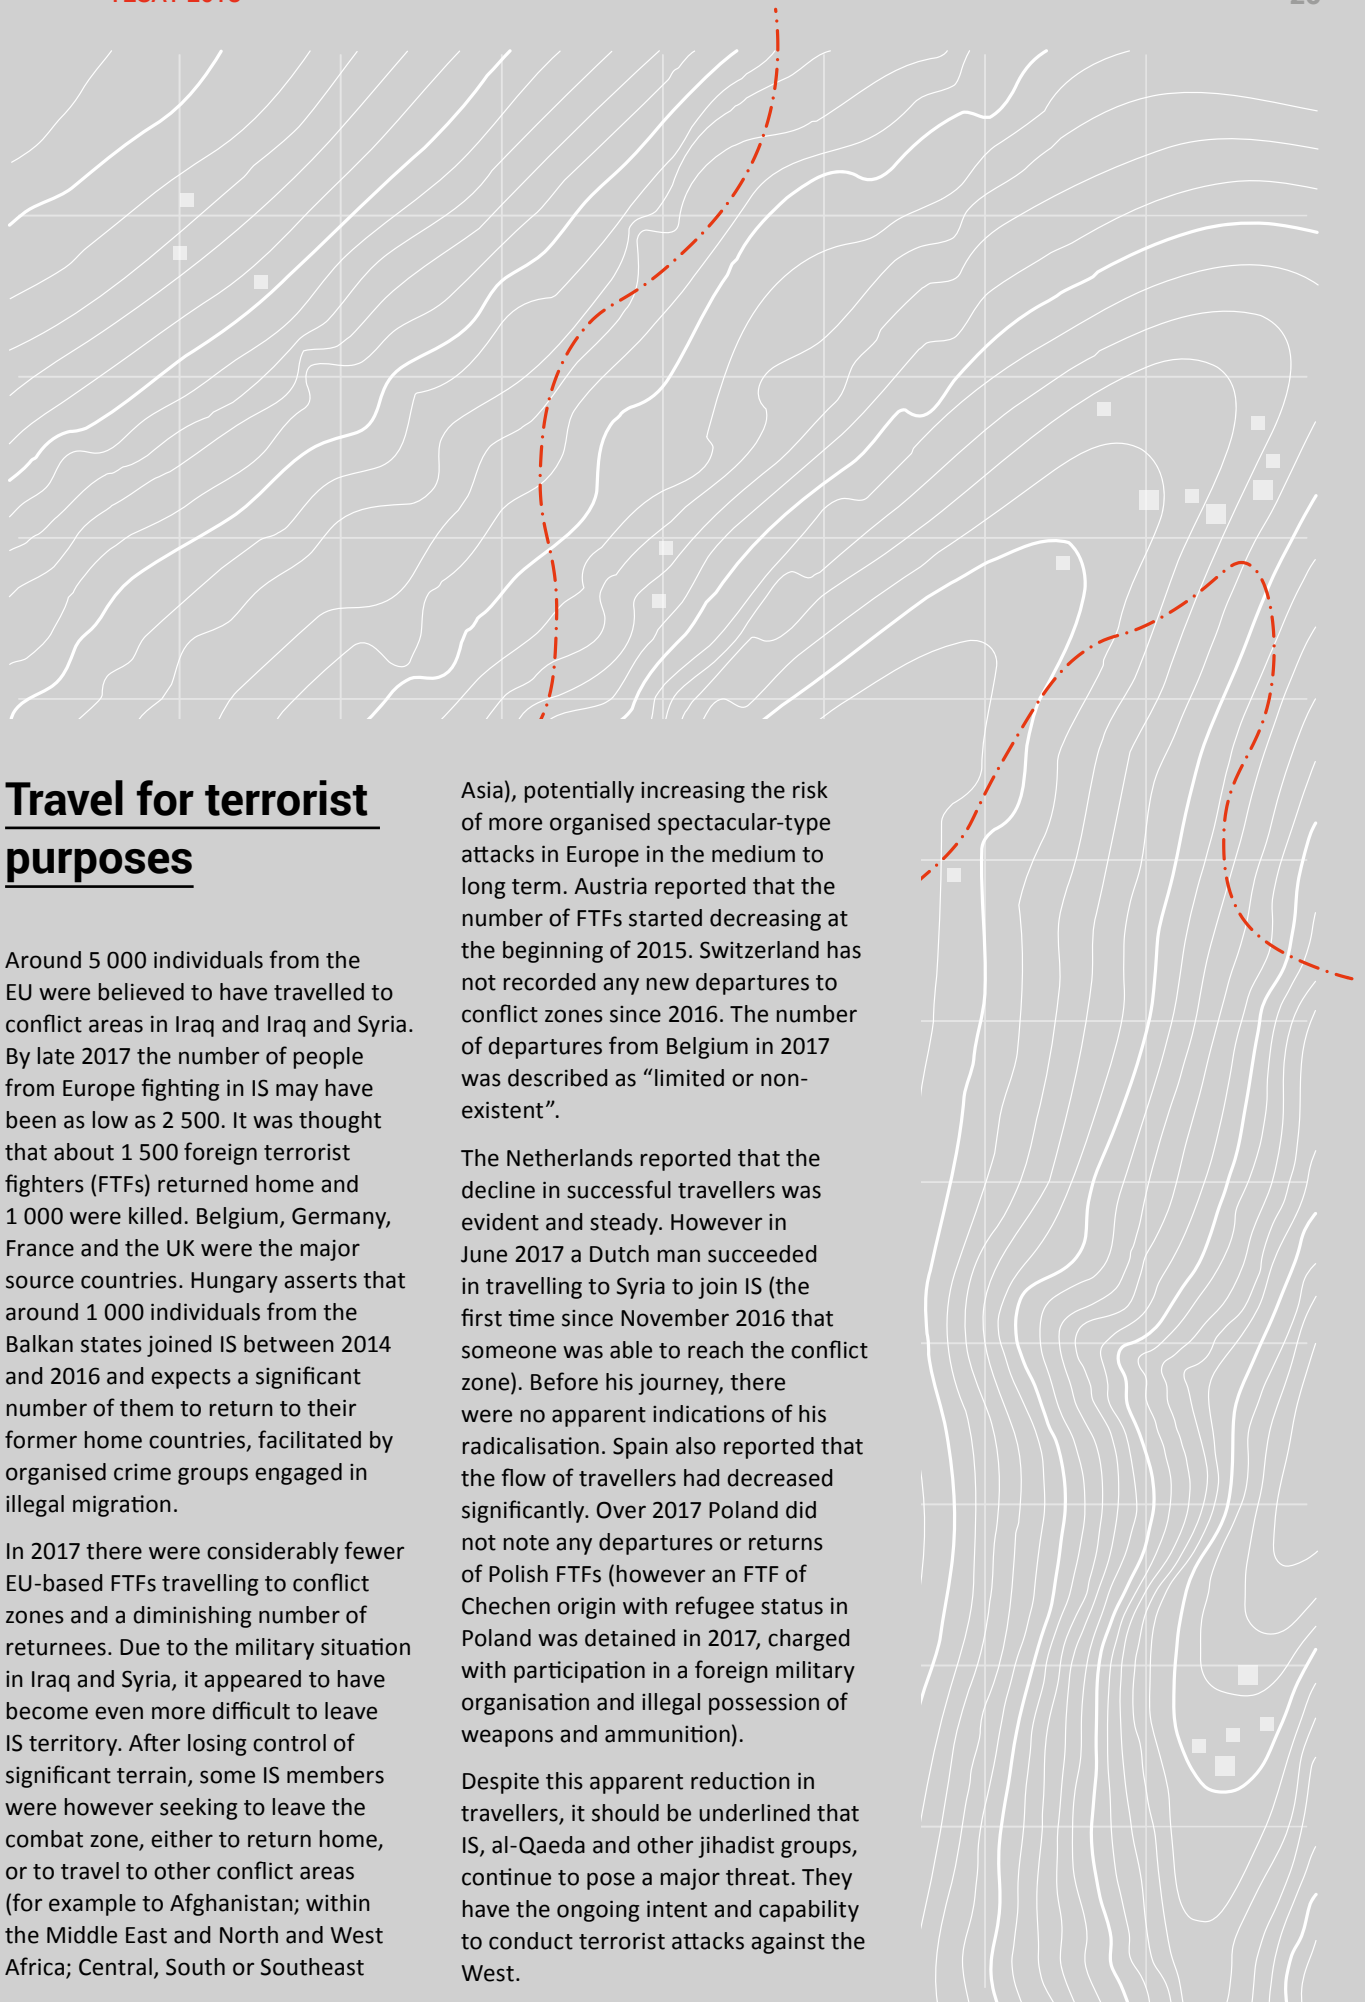 Travel for terrorist
purposes
Around 5 000 individuals from the
EU were believed to have travelled to
conflict areas in Iraq and Iraq and Syria.
By late 2017 the number of people
from Europe fighting in IS may have
been as low as 2 500. It was thought
that about 1 500 foreign terrorist
fighters (FTFs) returned home and
1 000 were killed. Belgium, Germany,
France and the UK were the major
source countries. Hungary asserts that
around 1 000 individuals from the
Balkan states joined IS between 2014
and 2016 and expects a significant
number of them to return to their
former home countries, facilitated by
organised crime groups engaged in
illegal migration.
In 2017 there were considerably fewer
EU-based FTFs travelling to conflict
zones and a diminishing number of
returnees. Due to the military situation
in Iraq and Syria, it appeared to have
become even more difficult to leave
IS territory. After losing control of
significant terrain, some IS members
were however seeking to leave the
combat zone, either to return home,
or to travel to other conflict areas
(for example to Afghanistan; within
the Middle East and North and West
Africa; Central, South or Southeast
Asia), potentially increasing the risk
of more organised spectacular-type
attacks in Europe in the medium to
long term. Austria reported that the
number of FTFs started decreasing at
the beginning of 2015. Switzerland has
not recorded any new departures to
conflict zones since 2016. The number
of departures from Belgium in 2017
was described as “limited or non-
existent”.
The Netherlands reported that the
decline in successful travellers was
evident and steady. However in
June 2017 a Dutch man succeeded
in travelling to Syria to join IS (the
first time since November 2016 that
someone was able to reach the conflict
zone). Before his journey, there
were no apparent indications of his
radicalisation. Spain also reported that
the flow of travellers had decreased
significantly. Over 2017 Poland did
not note any departures or returns
of Polish FTFs (however an FTF of
Chechen origin with refugee status in
Poland was detained in 2017, charged
with participation in a foreign military
organisation and illegal possession of
weapons and ammunition).
Despite this apparent reduction in
travellers, it should be underlined that
IS, al-Qaeda and other jihadist groups,
continue to pose a major threat. They
have the ongoing intent and capability
to conduct terrorist attacks against the
West.